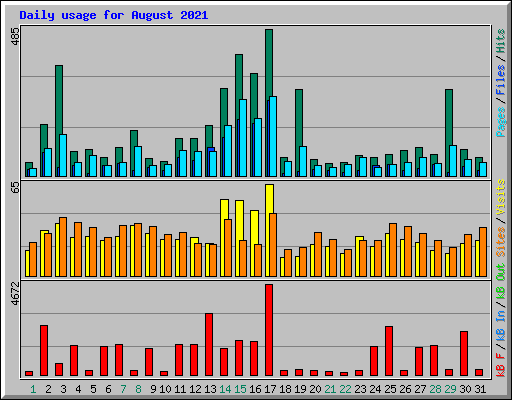 Daily usage for August 2021
485
65
4672
Pages / Files / Hits
Sites / Visits
kB F / kB In / kB Out
1 2 3 4 5 6 7 8 9 10 11 12 13 14 15 16 17 18 19 20 21 22 23 24 25 26 27 28 29 30 31